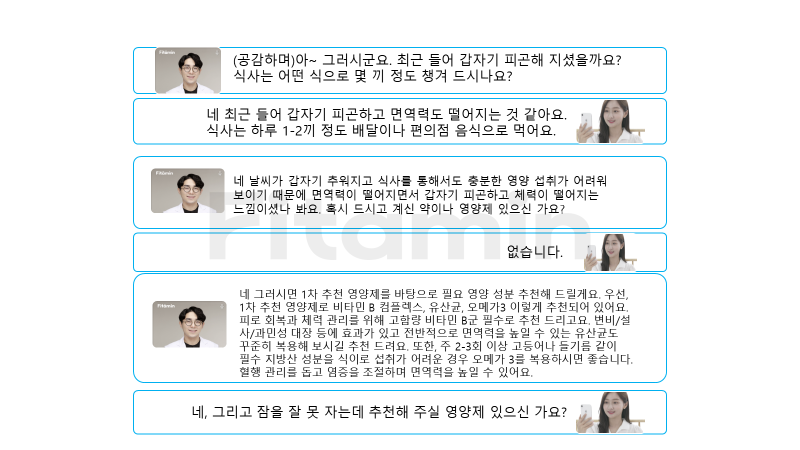 Fitamin
(공감하며)아~ 그러시군요. 최근 들어 갑자기 피곤해 지셨을까요?
식사는 어떤 식으로 몇 끼 정도 챙겨 드시나요?
네 최근 들어 갑자기 피곤하고 면역력도 떨어지는 것 같아요.
식사는 하루 1-2끼 정도 배달이나 편의점 음식으로 먹어요.
Fitamin
네 날씨가 갑자기 추워지고 식사를 통해서도 충분한 영양 섭취가 어려워
보이기 때문에 면역력이 떨어지면서 갑자기 피곤하고 체력이 떨어지는
느낌이셨나 봐요. 혹시 드시고 계신 약이나 영양제 있으신 가요?
Fitamin
없습니다.
Fitamin
네 그러시면 1차 추천 영양제를 바탕으로 필요 영양 성분 추천해 드릴게요. 우선,
1차 추천 영양제로 비타민 B 컴플렉스, 유산균, 오메가3 이렇게 추천되어 있어요.
피로 회복과 체력 관리를 위해 고함량 비타민 B군 필수로 추천 드리고요. 변비/설
사/과민성 대장 등에 효과가 있고 전반적으로 면역력을 높일 수 있는 유산균도
꾸준히 복용해 보시길 추천 드려요. 또한, 주 2-3회 이상 고등어나 들기름 같이
필수 지방산 성분을 식이로 섭취가 어려운 경우 오메가 3를 복용하시면 좋습니다.
혈행 관리를 돕고 염증을 조절하며 면역력을 높일 수 있어요.
네, 그리고 잠을 잘 못 자는데 추천해 주실 영양제 있으신 가요?